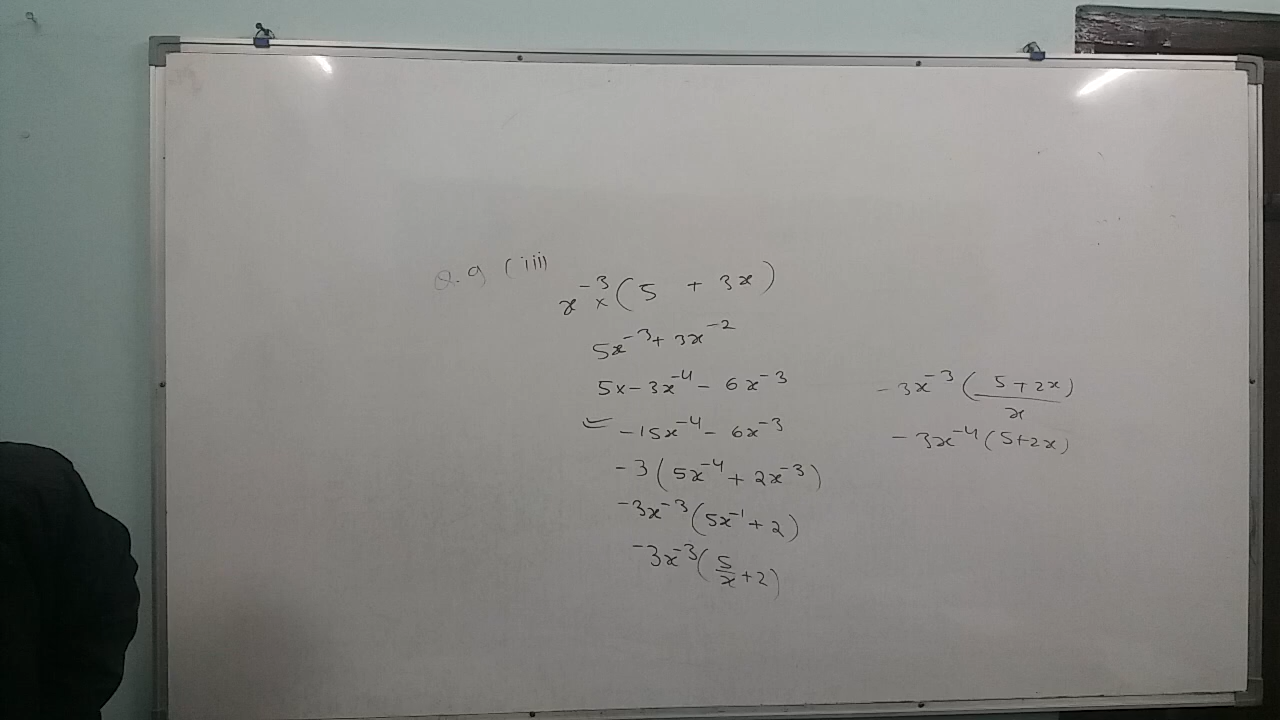 Q.9 (iii)
x⁻³ × (5 + 3x)
5x⁻³ + 3x⁻²
5x-3x⁻⁴ - 6x⁻³
-15x⁻⁴ - 6x⁻³
-3(5x⁻⁴ + 2x⁻³)
-3x⁻³(5x⁻¹ + 2)
-3x⁻³(5/x + 2)
-3x⁻³(5+2x)/x
-3x⁻⁴(5+2x)